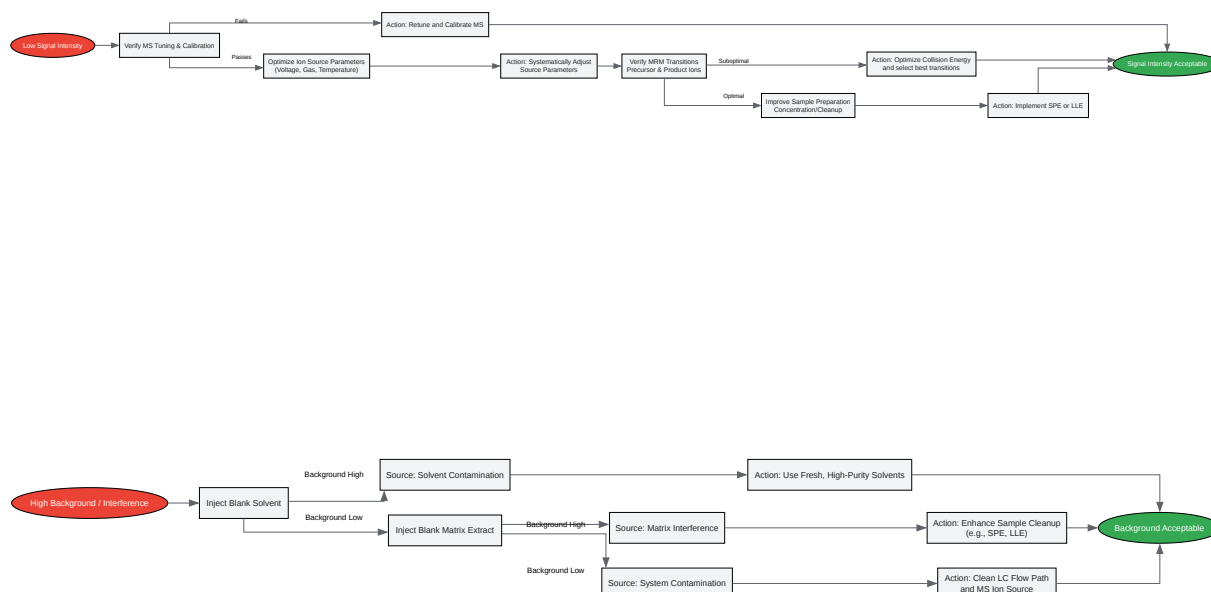 Fails
Action: Retune and Calibrate MS
Low Signal Intensity
Verify MS Tuning & Calibration
Passes
Optimize Ion Source Parameters
(Voltage, Gas, Temperature)
Action: Systematically Adjust
Source Parameters
Verify MRM Transitions
Precursor & Product Ions
Suboptimal
Action: Optimize Collision Energy
and select best transitions
Signal Intensity Acceptable
Optimal
Improve Sample Preparation
Concentration/Cleanup
Action: Implement SPE or LLE
Background High
Source: Solvent Contamination
Action: Use Fresh, High-Purity Solvents
High Background / Interference
Inject Blank Solvent
Background Low
Inject Blank Matrix Extract
Background High
Source: Matrix Interference
Action: Enhance Sample Cleanup
(e.g., SPE, LLE)
Background Acceptable
Background Low
Source: System Contamination
Action: Clean LC Flow Path
and MS Ion Source